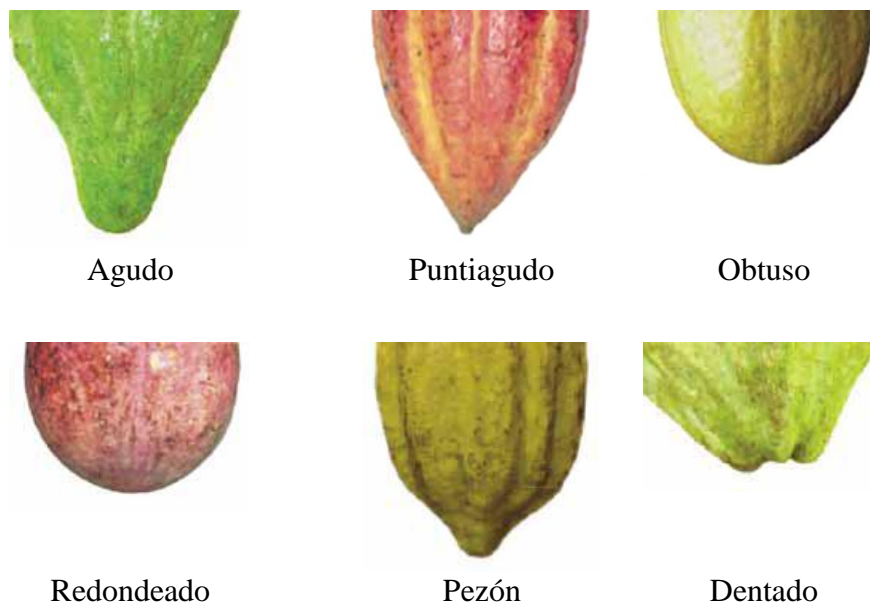 Agudo
Puntiagudo
Obtuso
Redondeado
Pezón
Dentado